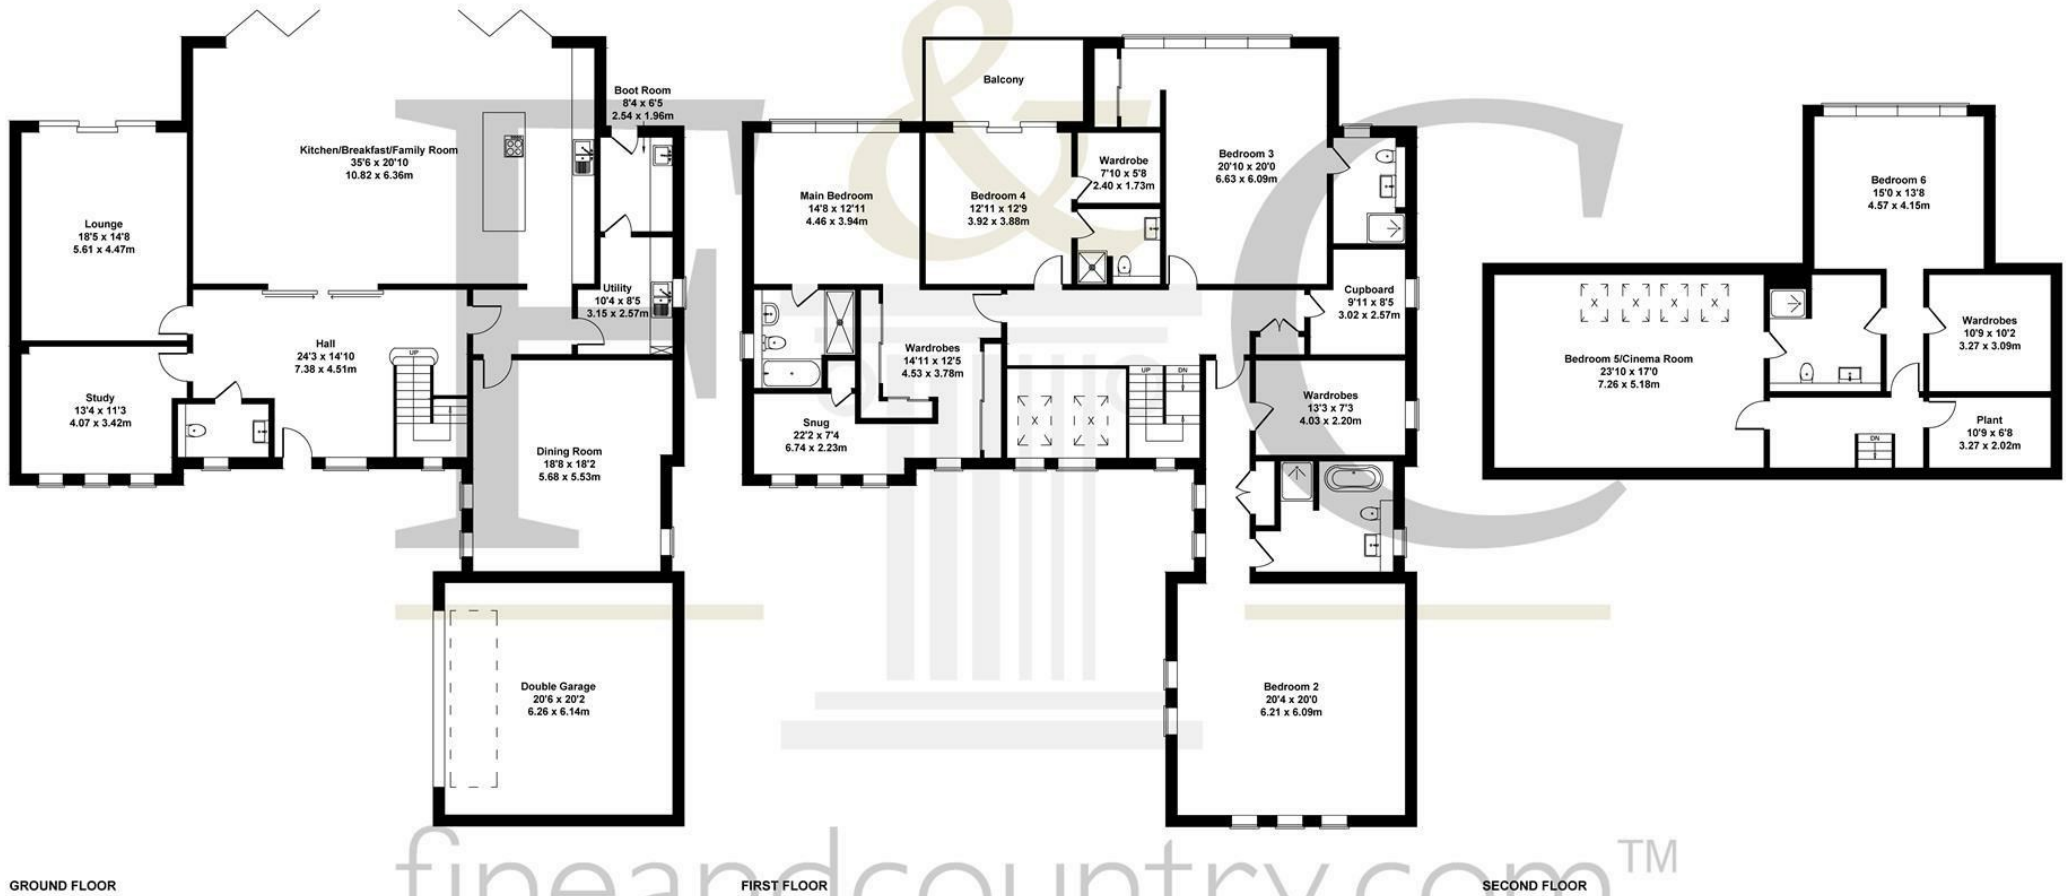 Boot Room
8'4 x 6'5
2.54 x 1.96m
Kitchen/Breakfast/Family Room
35'6 x 20'10
10.82 x 6.36m
Lounge
18'5 x 14'8
5.61 x 4.47m
Utility
10'4 x 8'5
3.15 x 2.57m
Hall
24'3 x 14'10
7.38 x 4.51m
UP
Study
13'4 x 11'3
4.07 x 3.42m
Dining Room
18'8 x 18'2
5.68 x 5.53m
Double Garage
20'6 x 20'2
6.26 x 6.14m
GROUND FLOOR
Balcony
Main Bedroom
14'8 x 12'11
4.46 x 3.94m
Bedroom 4
12'11 x 12'9
3.92 x 3.88m
Wardrobe
7'10 x 5'8
2.40 x 1.73m
Bedroom 3
20'10 x 20'0
6.63 x 6.09m
Cupboard
9'11 x 8'5
3.02 x 2.57m
Wardrobes
14'11 x 12'5
4.53 x 3.78m
Snug
22'2 x 7'4
6.74 x 2.23m
X X
UP DN
Wardrobes
13'3 x 7'3
4.03 x 2.20m
Bedroom 2
20'4 x 20'0
6.21 x 6.09m
FIRST FLOOR
Bedroom 6
15'0 x 13'8
4.57 x 4.15m
X X X X
Bedroom 5/Cinema Room
23'10 x 17'0
7.26 x 5.18m
Wardrobes
10'9 x 10'2
3.27 x 3.09m
Plant
10'9 x 6'8
3.27 x 2.02m
DN
SECOND FLOOR
F & C
fineandcountry.com™